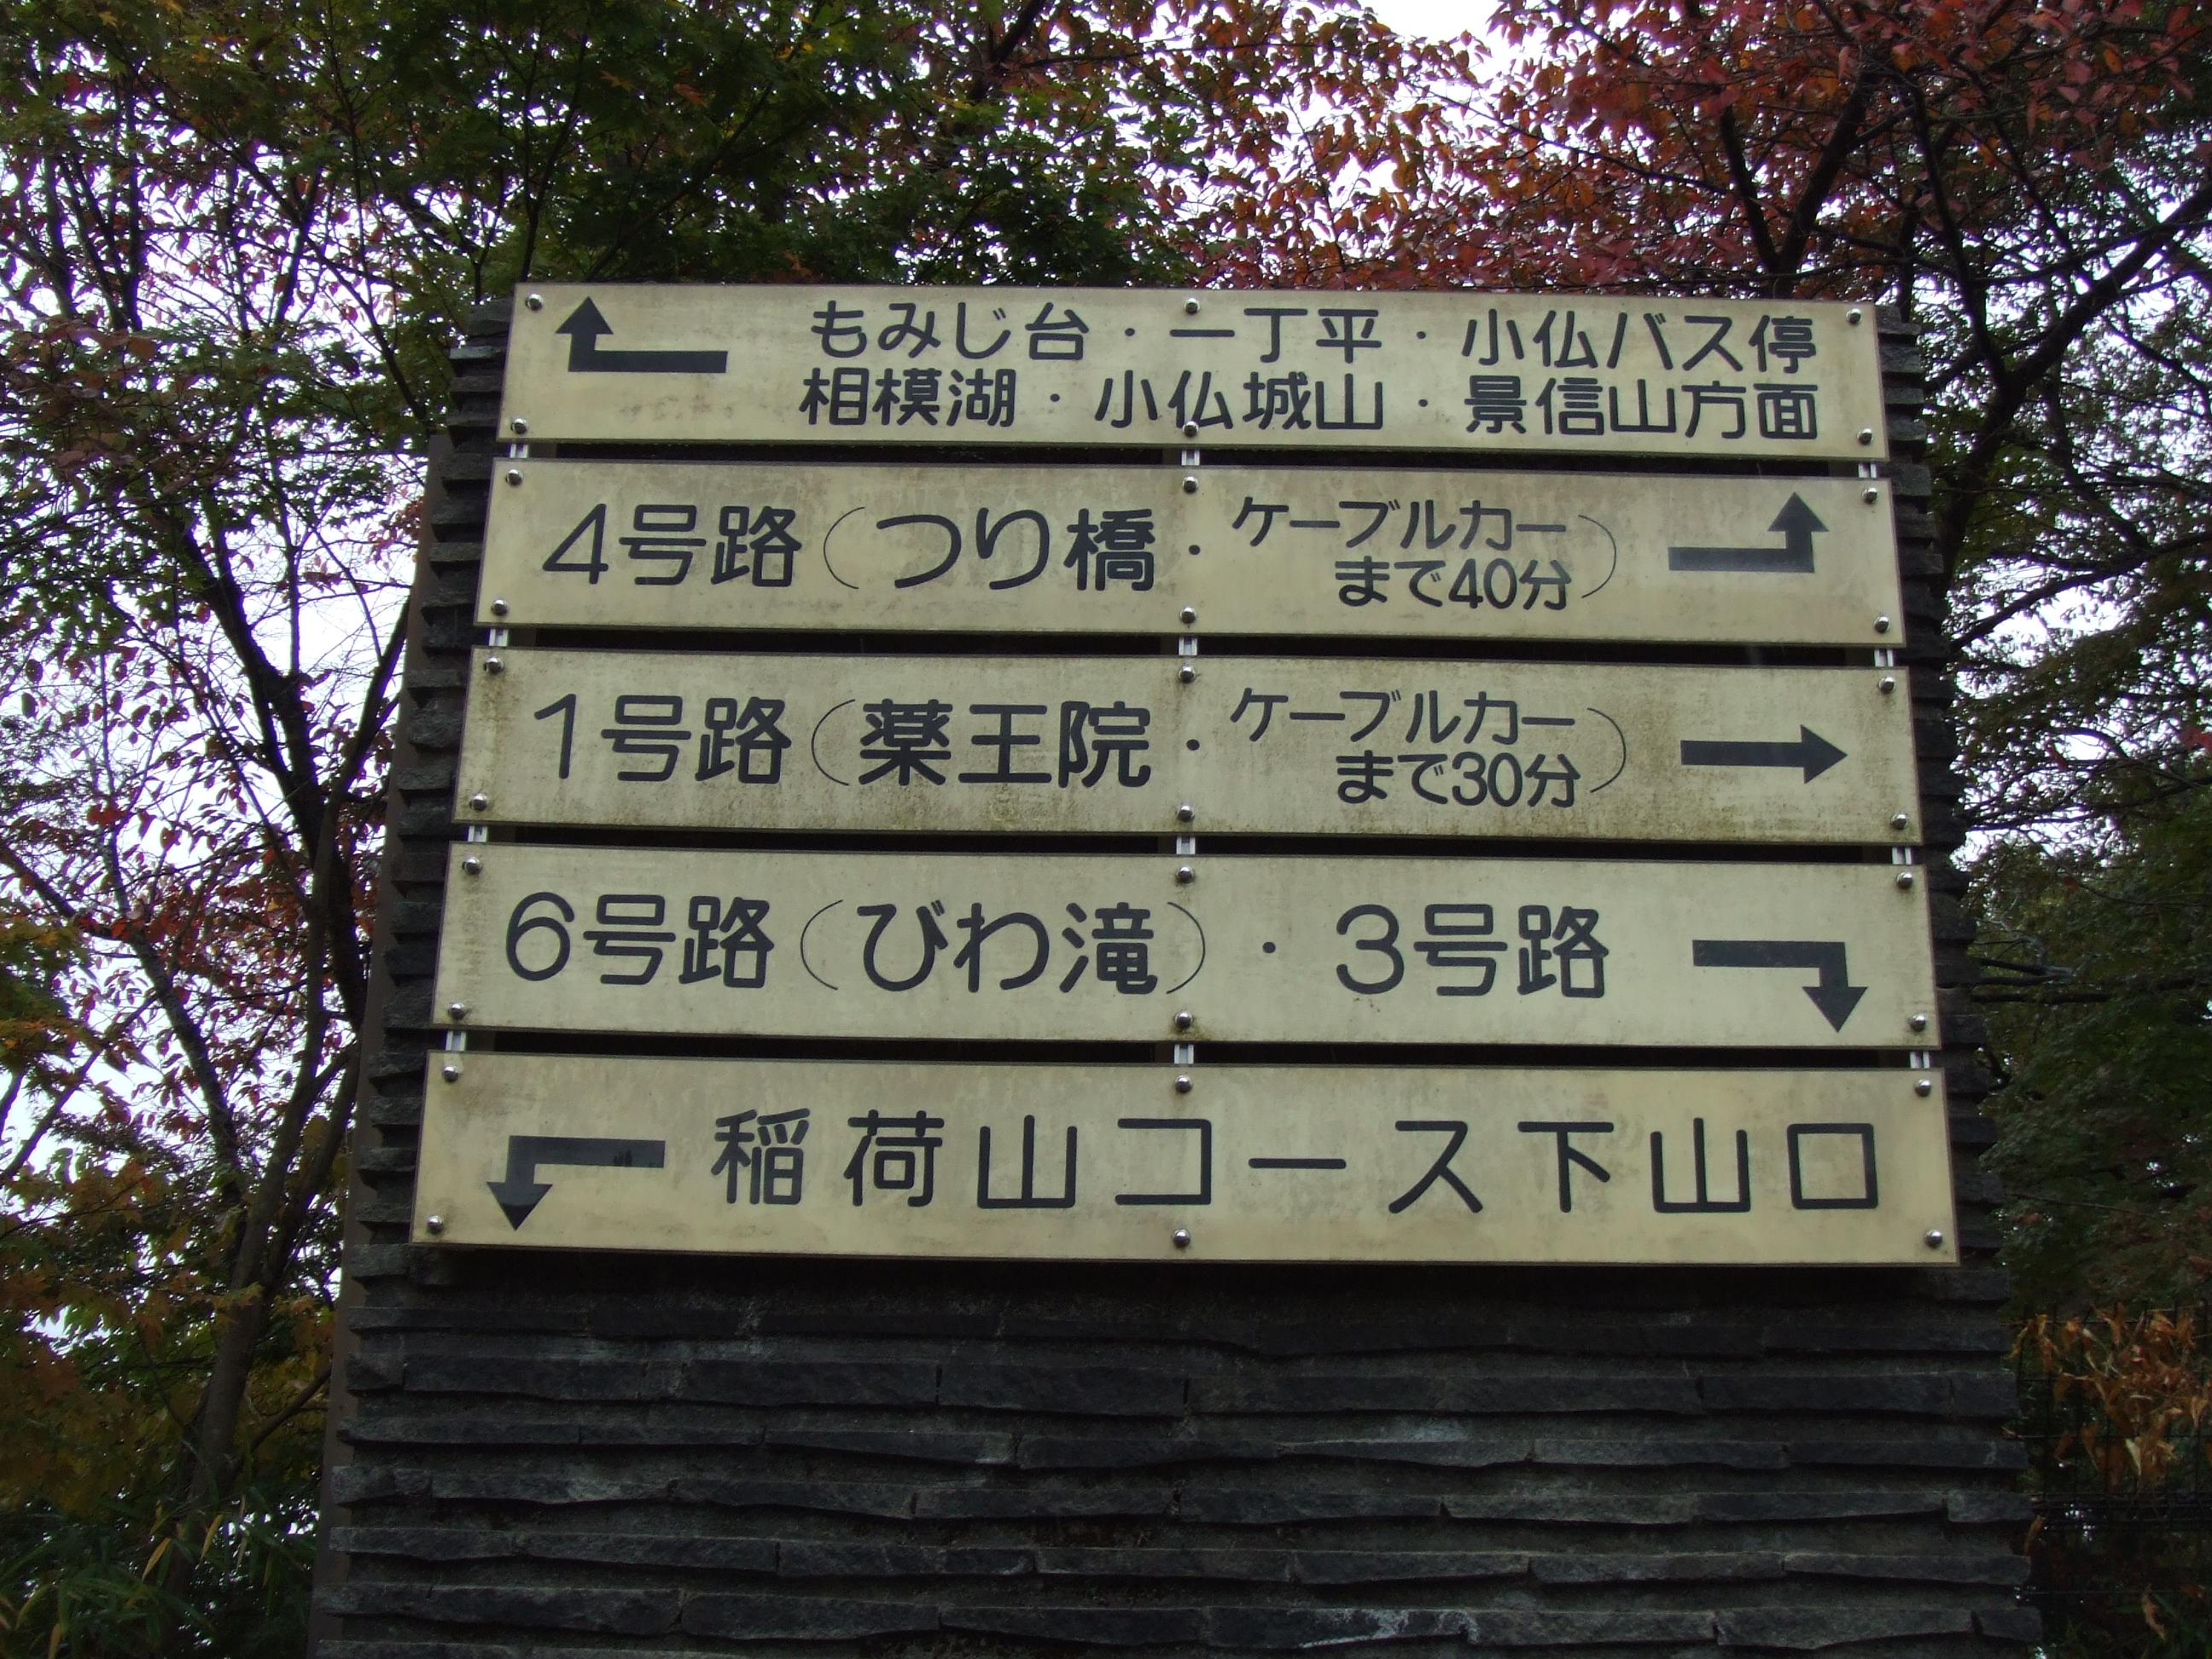 もみじ台・一丁平・小仏バス停
相模湖・小仏城山・景信山方面
4号路(つり橋・ケーブルカー
まで40分)
1号路(薬王院・ケーブルカー
まで30分)
6号路(びわ滝)・3号路
稲荷山コース下山口